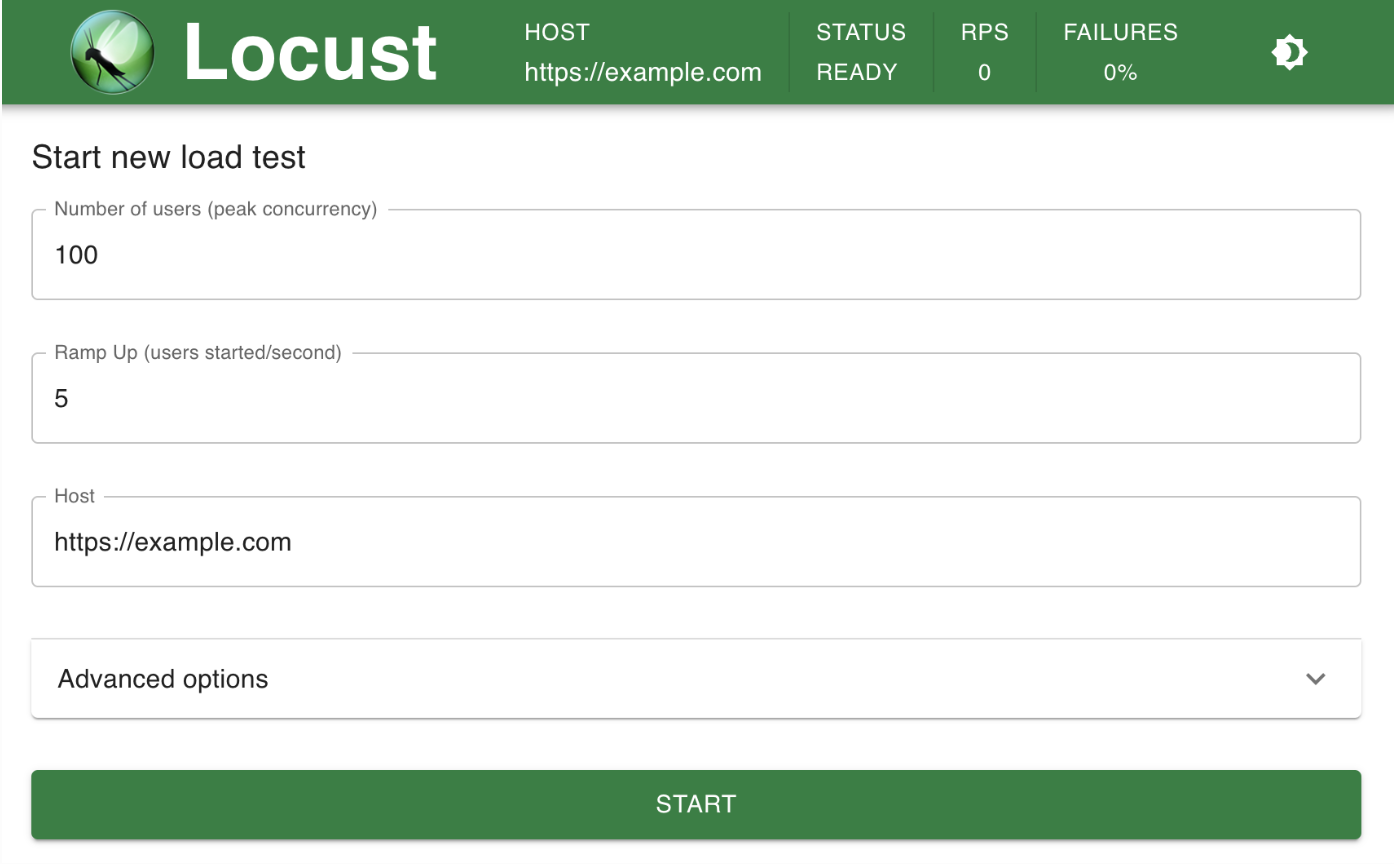 Locust
HOST
https://example.com
STATUS
READY
RPS
0
FAILURES
0%
Start new load test
Number of users (peak concurrency)
100
Ramp Up (users started/second)
5
Host
https://example.com
Advanced options
START